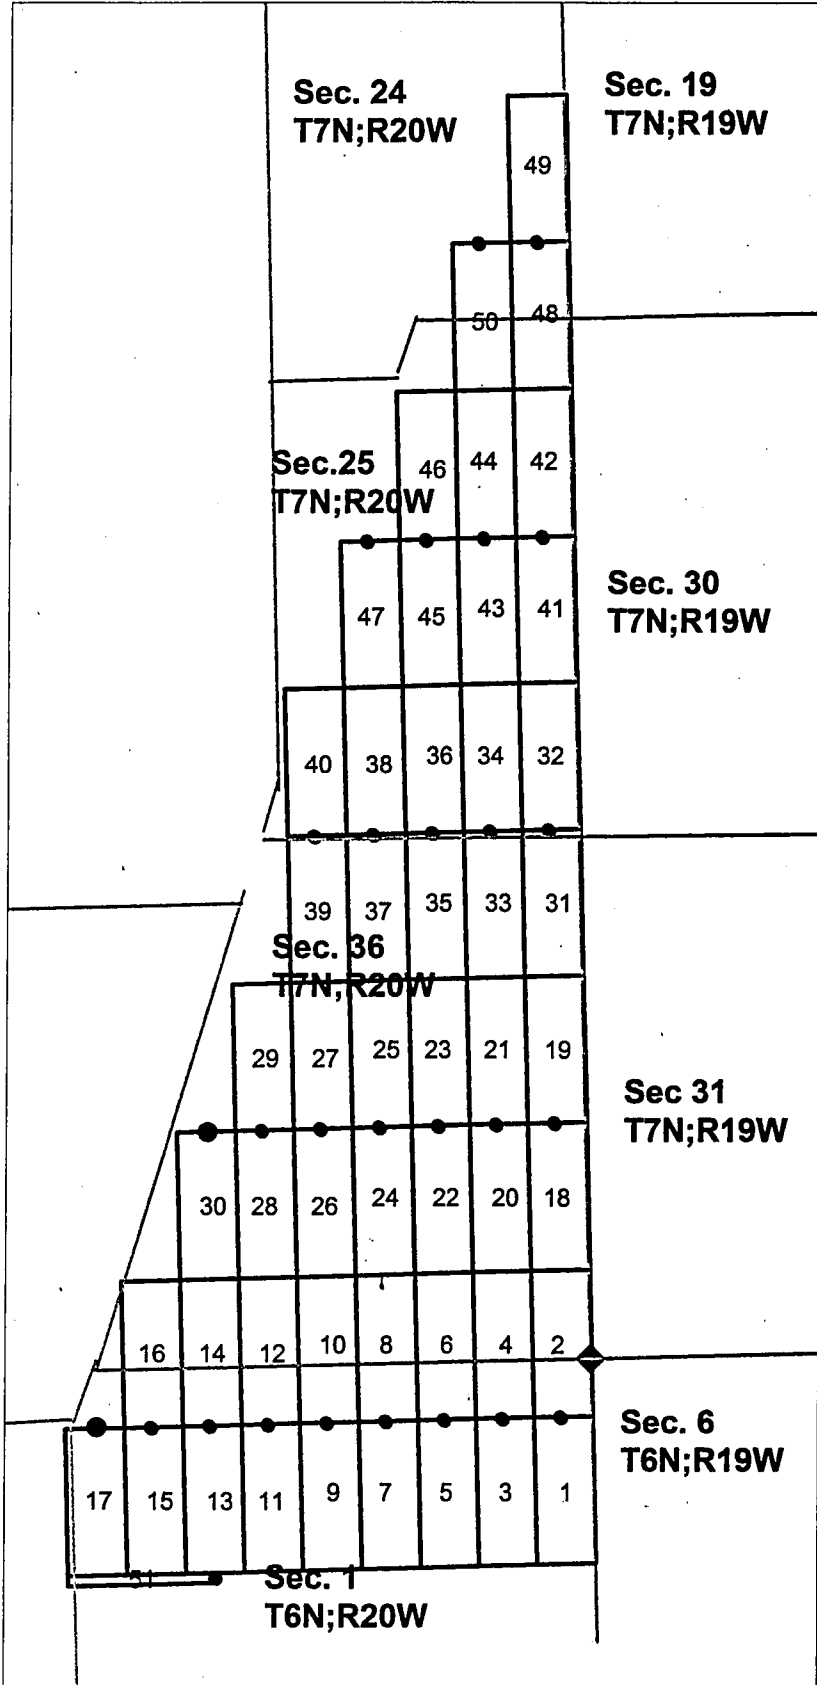 Sec. 24
T7N;R20W
Sec. 19
T7N;R19W
49
50 48
Sec.25
T7N;R20W
46 44 42
47 45 43 41
Sec. 30
T7N;R19W
40 38 36 34 32
39 37 35 33 31
Sec. 36
T7N;R20W
29 27 25 23 21 19
Sec 31
T7N;R19W
30 28 26 24 22 20 18
16 14 12 10 8 6 4 2
Sec. 6
T6N;R19W
17 15 13 11 9 7 5 3 1
51
Sec. 1
T6N;R20W